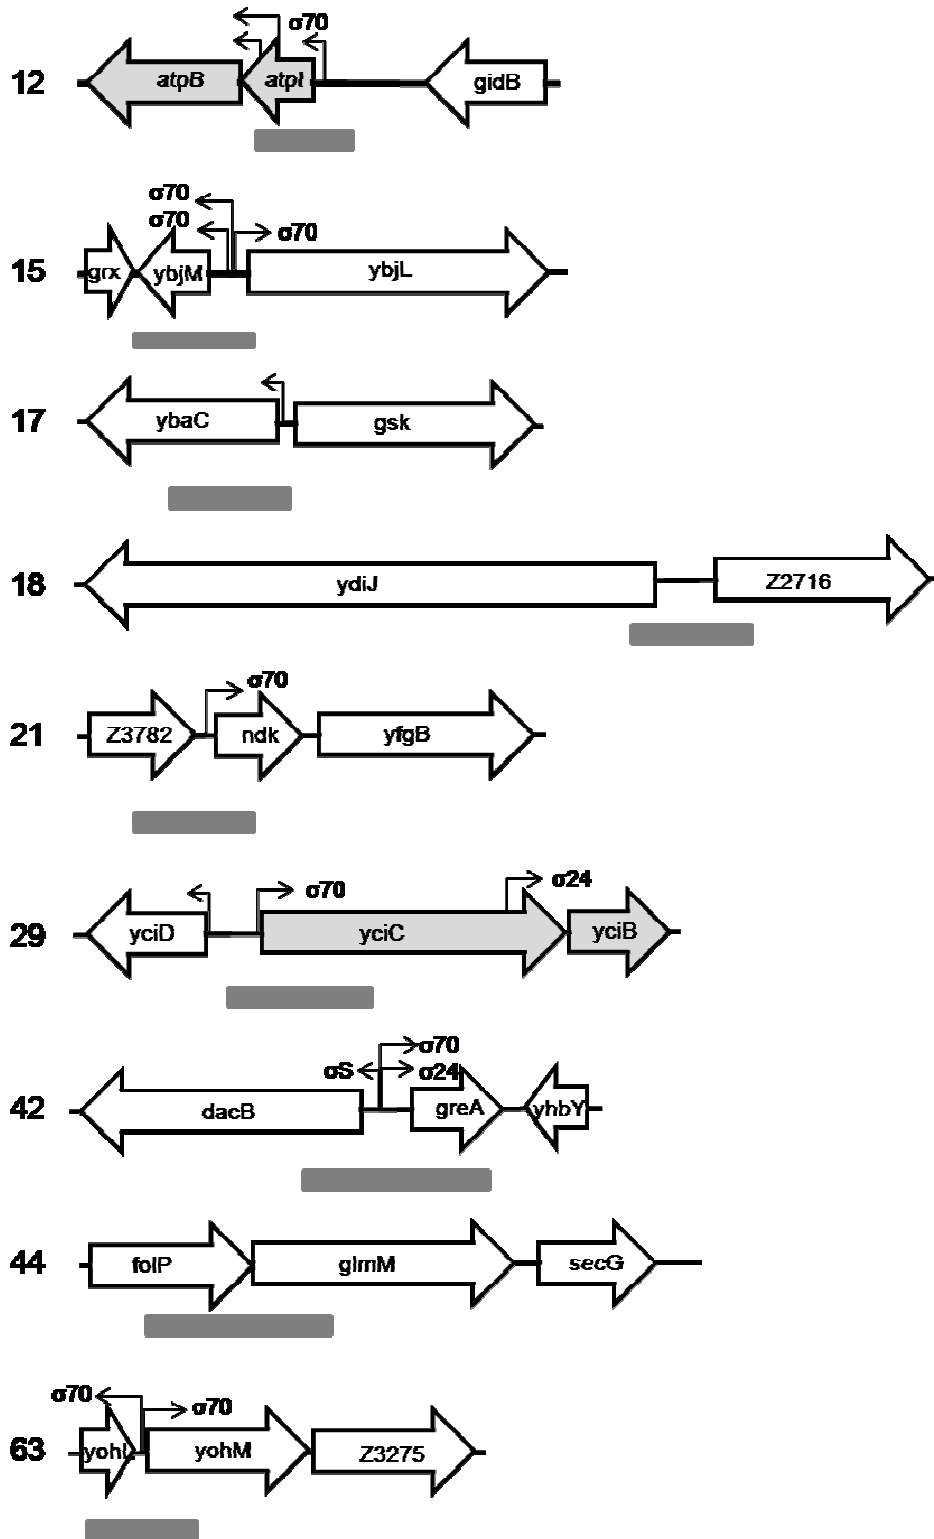 σ70
12 atpB atpI gidB
σ70
σ70 σ70
15 grx ybjM ybjL
17 ybaC gsk
18 ydiJ Z2716
σ70
21 Z3782 ndk yfgB
σ70 σ24
29 yciD yciC yciB
σ70
σS σ24
42 dacB greA yhbY
44 folP glmM secG
σ70 σ70
63 yohL yohM Z3275